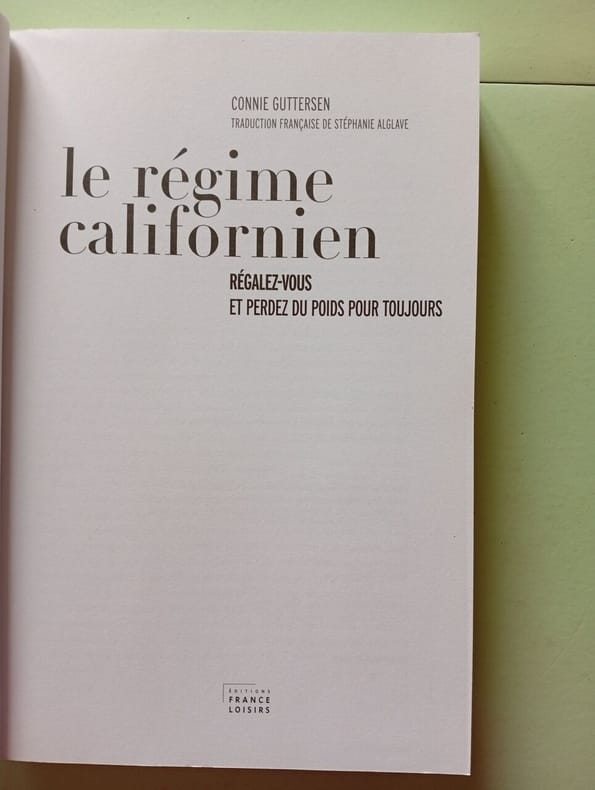 CONNIE GUTTERSEN
TRADUCTION FRANÇAISE DE STÉPHANIE ALGLAVE
le régime
californien
RÉGALEZ-VOUS
ET PERDEZ DU POIDS POUR TOUJOURS
ÉDITIONS
FRANCE
LOISIRS